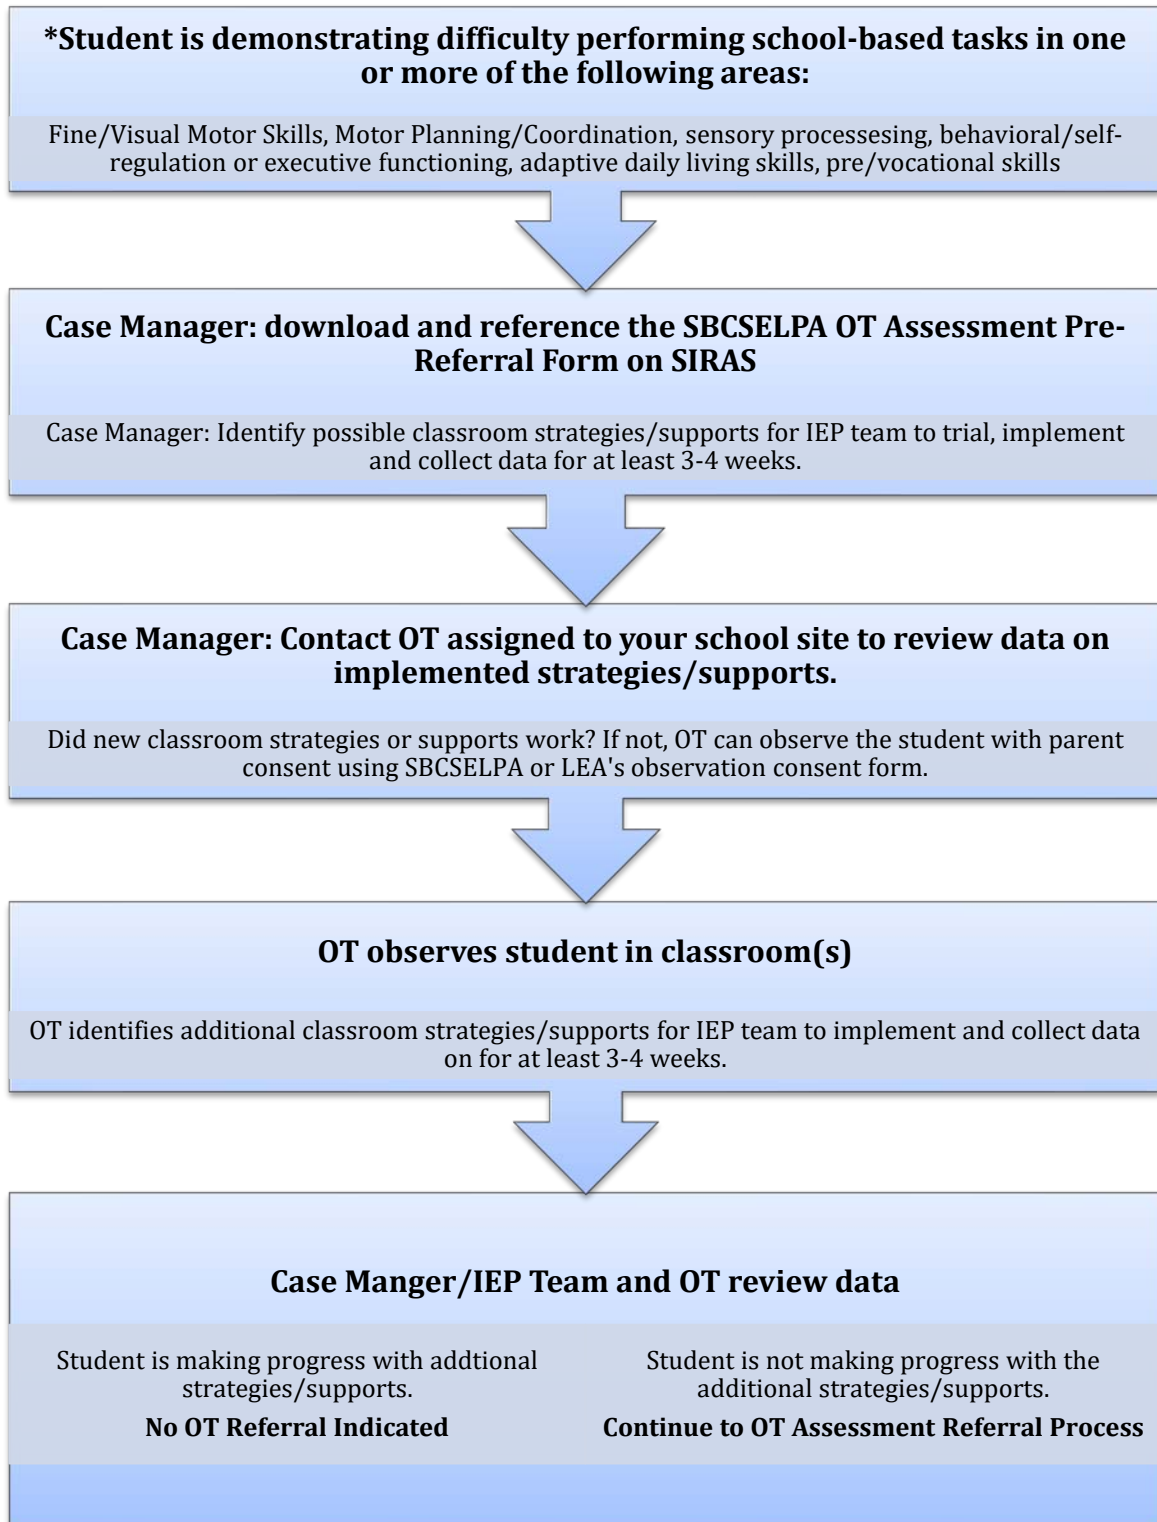 *Student is demonstrating difficulty performing school-based tasks in one
or more of the following areas:
Fine/Visual Motor Skills, Motor Planning/Coordination, sensory processesing, behavioral/self-
regulation or executive functioning, adaptive daily living skills, pre/vocational skills
Case Manager: download and reference the SBCSELPA OT Assessment Pre-
Referral Form on SIRAS
Case Manager: Identify possible classroom strategies/supports for IEP team to trial, implement
and collect data for at least 3-4 weeks.
Case Manager: Contact OT assigned to your school site to review data on
implemented strategies/supports.
Did new classroom strategies or supports work? If not, OT can observe the student with parent
consent using SBCSELPA or LEA's observation consent form.
OT observes student in classroom(s)
OT identifies additional classroom strategies/supports for IEP team to implement and collect data
on for at least 3-4 weeks.
Case Manger/IEP Team and OT review data
Student is making progress with addtional
strategies/supports.
No OT Referral Indicated
Student is not making progress with the
additional strategies/supports.
Continue to OT Assessment Referral Process